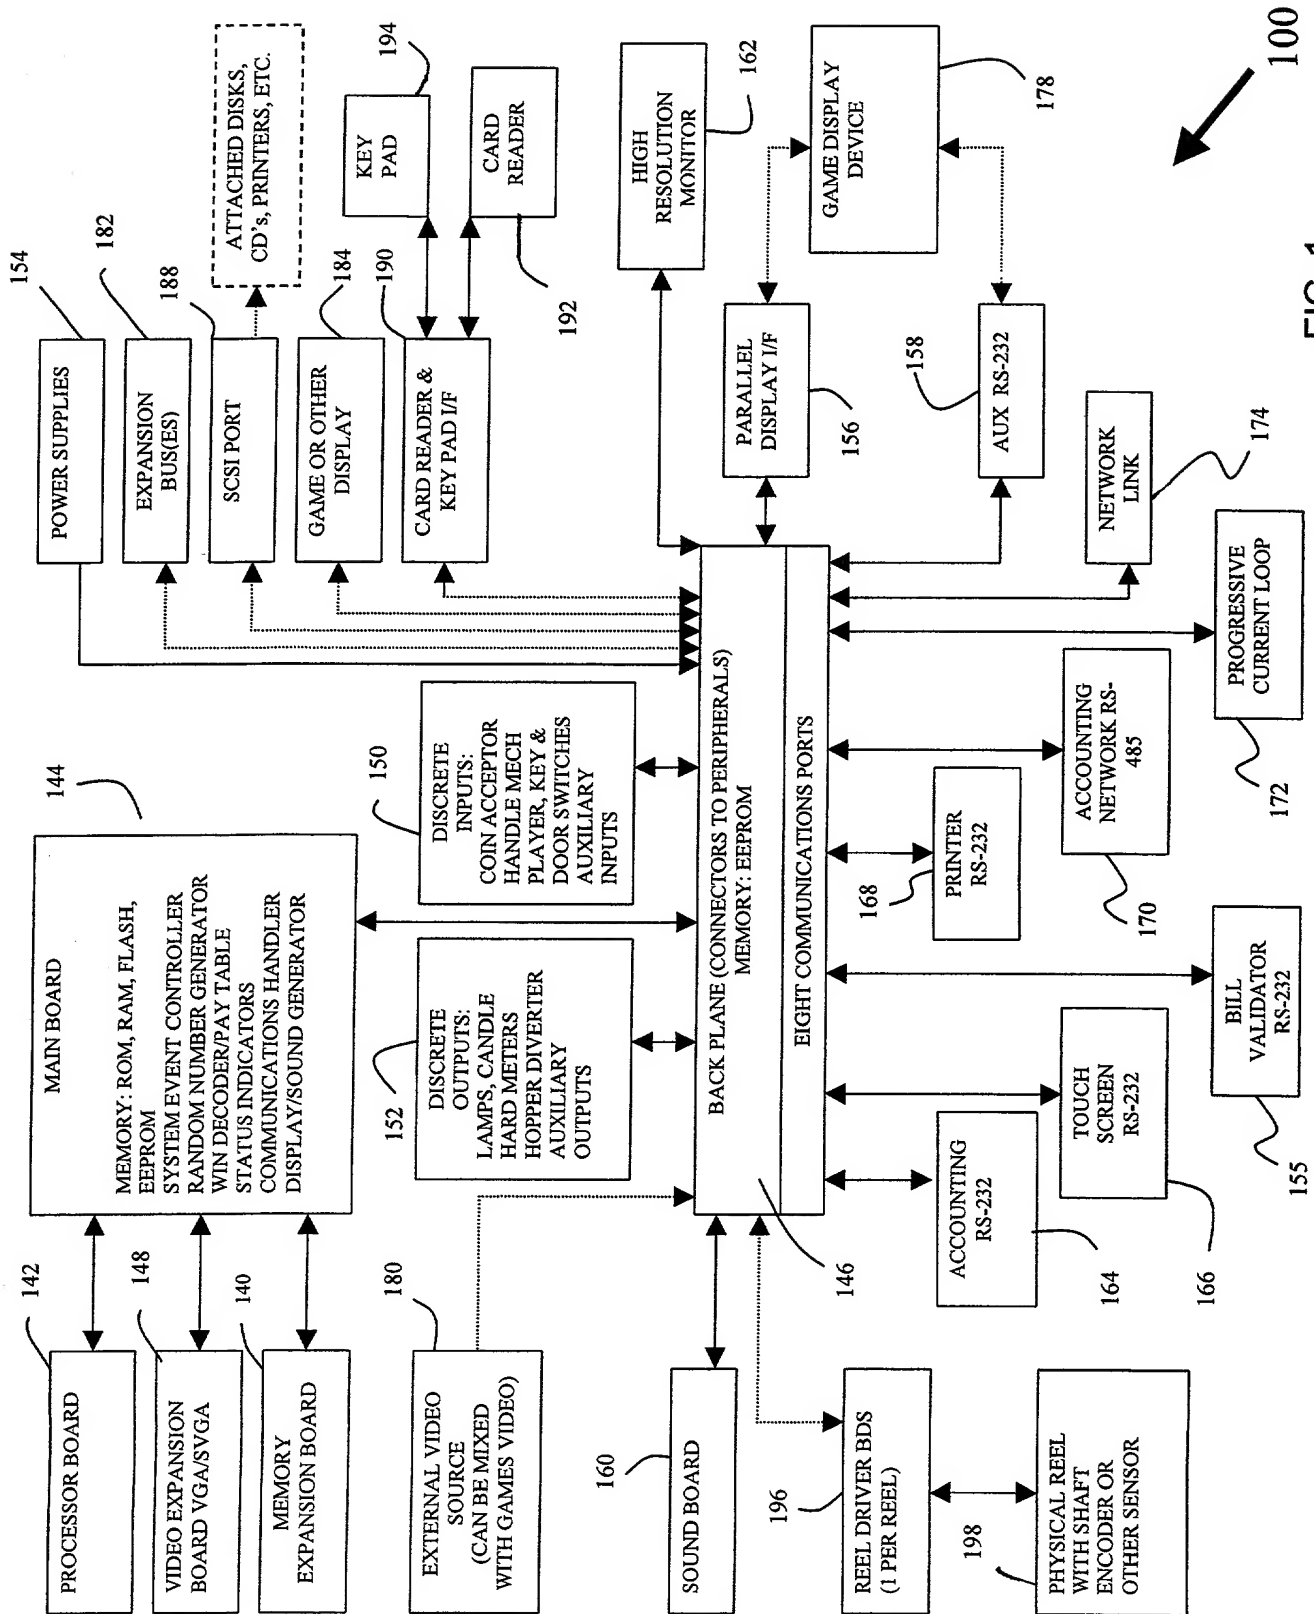 PROCESSOR BOARD
142
VIDEO EXPANSION
BOARD VGA/SVGA
148
MEMORY
EXPANSION BOARD
140
MAIN BOARD
MEMORY: ROM, RAM, FLASH,
EEPROM
SYSTEM EVENT CONTROLLER
RANDOM NUMBER GENERATOR
WIN DECODER/PAY TABLE
STATUS INDICATORS
COMMUNICATIONS HANDLER
DISPLAY/SOUND GENERATOR
144
POWER SUPPLIES
154
EXPANSION
BUS(ES)
182
SCSI PORT
188
ATTACHED DISKS,
CD's, PRINTERS, ETC.
GAME OR OTHER
DISPLAY
184
CARD READER &
KEY PAD I/F
190
KEY
PAD
194
CARD
READER
192
EXTERNAL VIDEO
SOURCE
(CAN BE MIXED
WITH GAMES VIDEO)
180
DISCRETE
OUTPUTS:
LAMPS, CANDLE
HARD METERS
HOPPER DIVERTER
AUXILIARY
OUTPUTS
152
DISCRETE
INPUTS:
COIN ACCEPTOR
HANDLE MECH
PLAYER, KEY &
DOOR SWITCHES
AUXILIARY
INPUTS
150
HIGH
RESOLUTION
MONITOR
162
SOUND BOARD
160
BACK PLANE (CONNECTORS TO PERIPHERALS)
MEMORY: EEPROM
EIGHT COMMUNICATIONS PORTS
146
PARALLEL
DISPLAY I/F
156
GAME DISPLAY
DEVICE
178
REEL DRIVER BDS
(1 PER REEL)
196
PHYSICAL REEL
WITH SHAFT
ENCODER OR
OTHER SENSOR
198
ACCOUNTING
RS-232
164
TOUCH
SCREEN
RS-232
166
BILL
VALIDATOR
RS-232
155
PRINTER
RS-232
168
ACCOUNTING
NETWORK RS-
485
170
PROGRESSIVE
CURRENT LOOP
172
NETWORK
LINK
174
AUX RS-232
158
100
FIG. 1